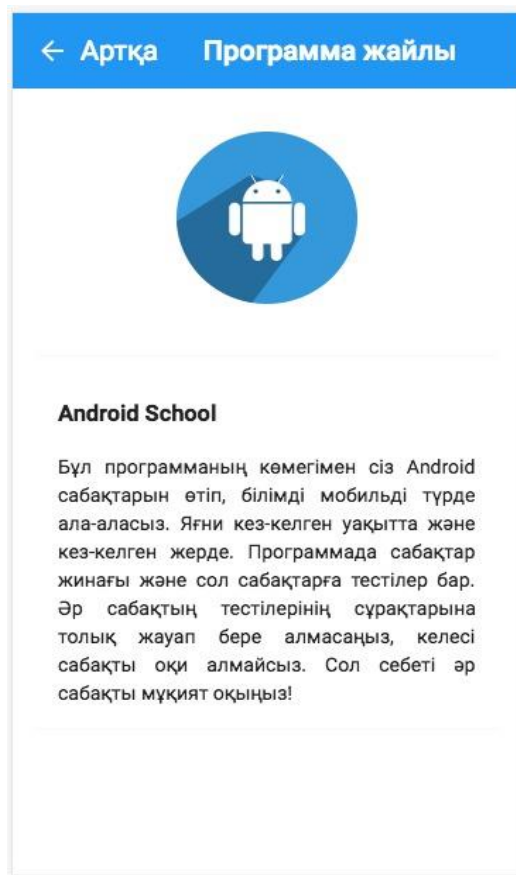 ← Артқа Программа жайлы
Android School
Бұл программаның көмегімен сіз Android
сабақтарын өтіп, білімді мобильді түрде
ала-аласыз. Яғни кез-келген уақытта және
кез-келген жерде. Программада сабақтар
жинағы және сол сабақтарға тестілер бар.
Әр сабақтың тестілерінің сұрақтарына
толық жауап бере алмасаңыз, келесі
сабақты оқи алмайсыз. Сол себеті әр
сабақты мұқият оқыңыз!